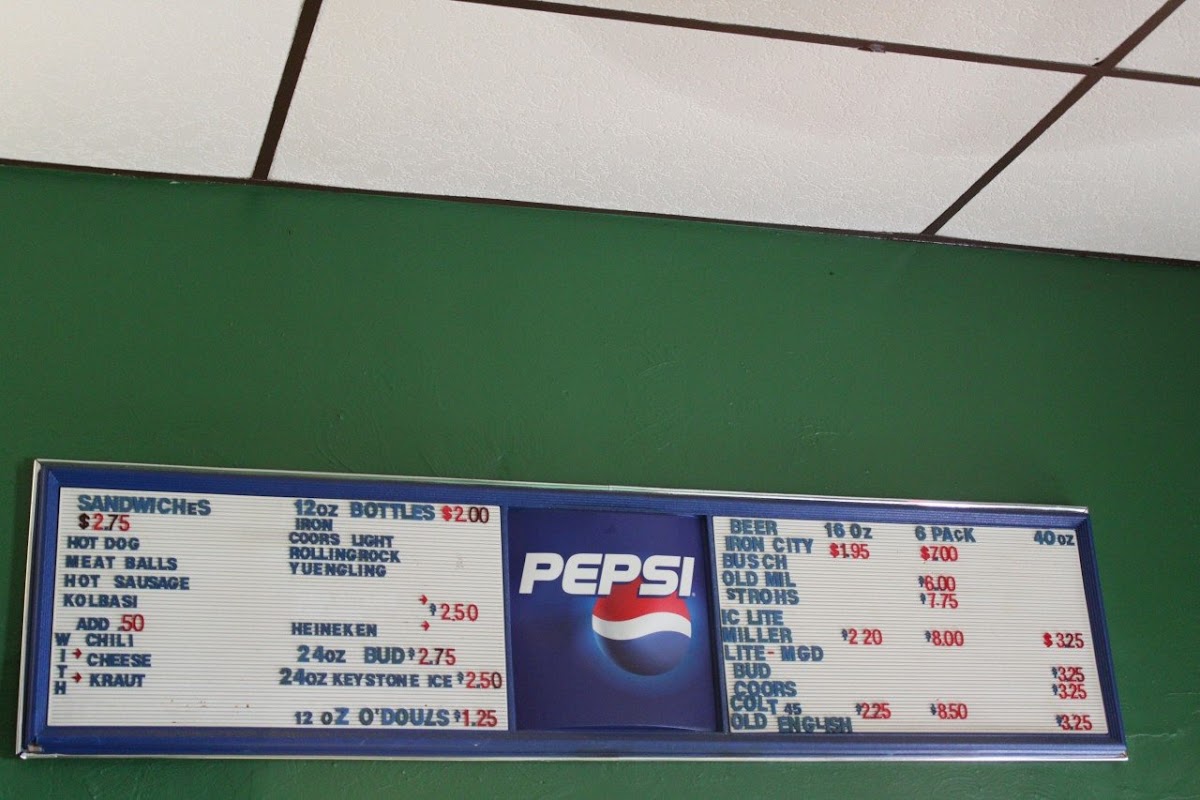 SANDWICHES
$2.75
HOT DOG
MEAT BALLS
HOT SAUSAGE
KOLBASI
ADD .50
WITH
CHILI
CHEESE
KRAUT
12oz BOTTLES $2.00
IRON
COORS LIGHT
ROLLINGROCK
YUENGLING
$2.50
HEINEKEN
24oz BUD $2.75
24oz KEYSTONE ICE $2.50
12 OZ O'DOULS $1.25
PEPSI
BEER 16 Oz 6 PAcK 40 oz
IRON CITY $1.95 $7.00
BUSCH
OLD MIL $6.00
STROHS $7.75
IC LITE
MILLER $2 20 $8.00 $3.25
LITE-MGD
BUD $3.25
COORS $3.25
COLT 45 $2.25 $8.50
OLD ENGLISH $3.25